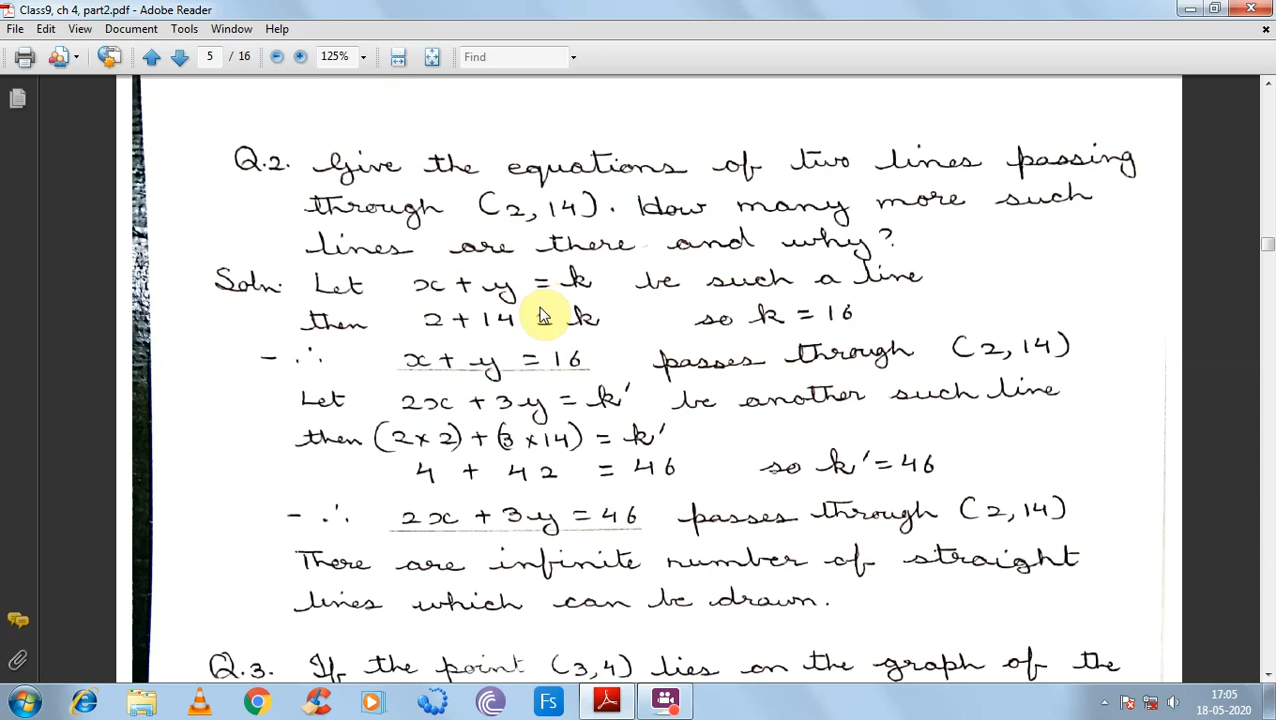 Class9, ch 4, part2.pdf - Adobe Reader
File Edit View Document Tools Window Help
5 / 16 125% Find
Q.2. Give the equations of two lines passing
through (2, 14). How many more such
lines are there and why?
Soln. Let x + y = k be such a line
then 2 + 14 = k so k = 16
- ∴ x + y = 16 passes through (2, 14)
Let 2x + 3y = k' be another such line
then (2 x 2) + (3 x 14) = k'
4 + 42 = 46 so k' = 46
- ∴ 2x + 3y = 46 passes through (2, 14)
There are infinite number of straight
lines which can be drawn.
Q.3. If the point (3, 4) lies on the graph of the
Fs
17:05
18-05-2020